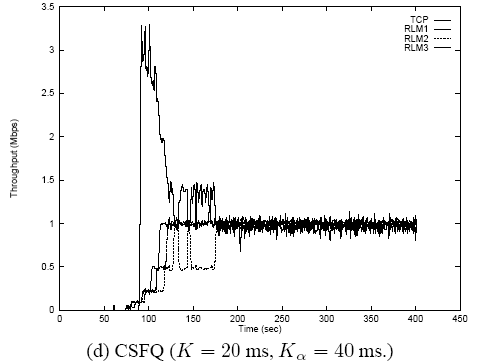 3.5
3
2.5
2
1.5
1
0.5
0
Throughput (Mbps)
TCP
RLM1
RLM2
RLM3
0 50 100 150 200 250 300 350 400 450
Time (sec)
(d) CSFQ (K = 20 ms, Kα = 40 ms.)